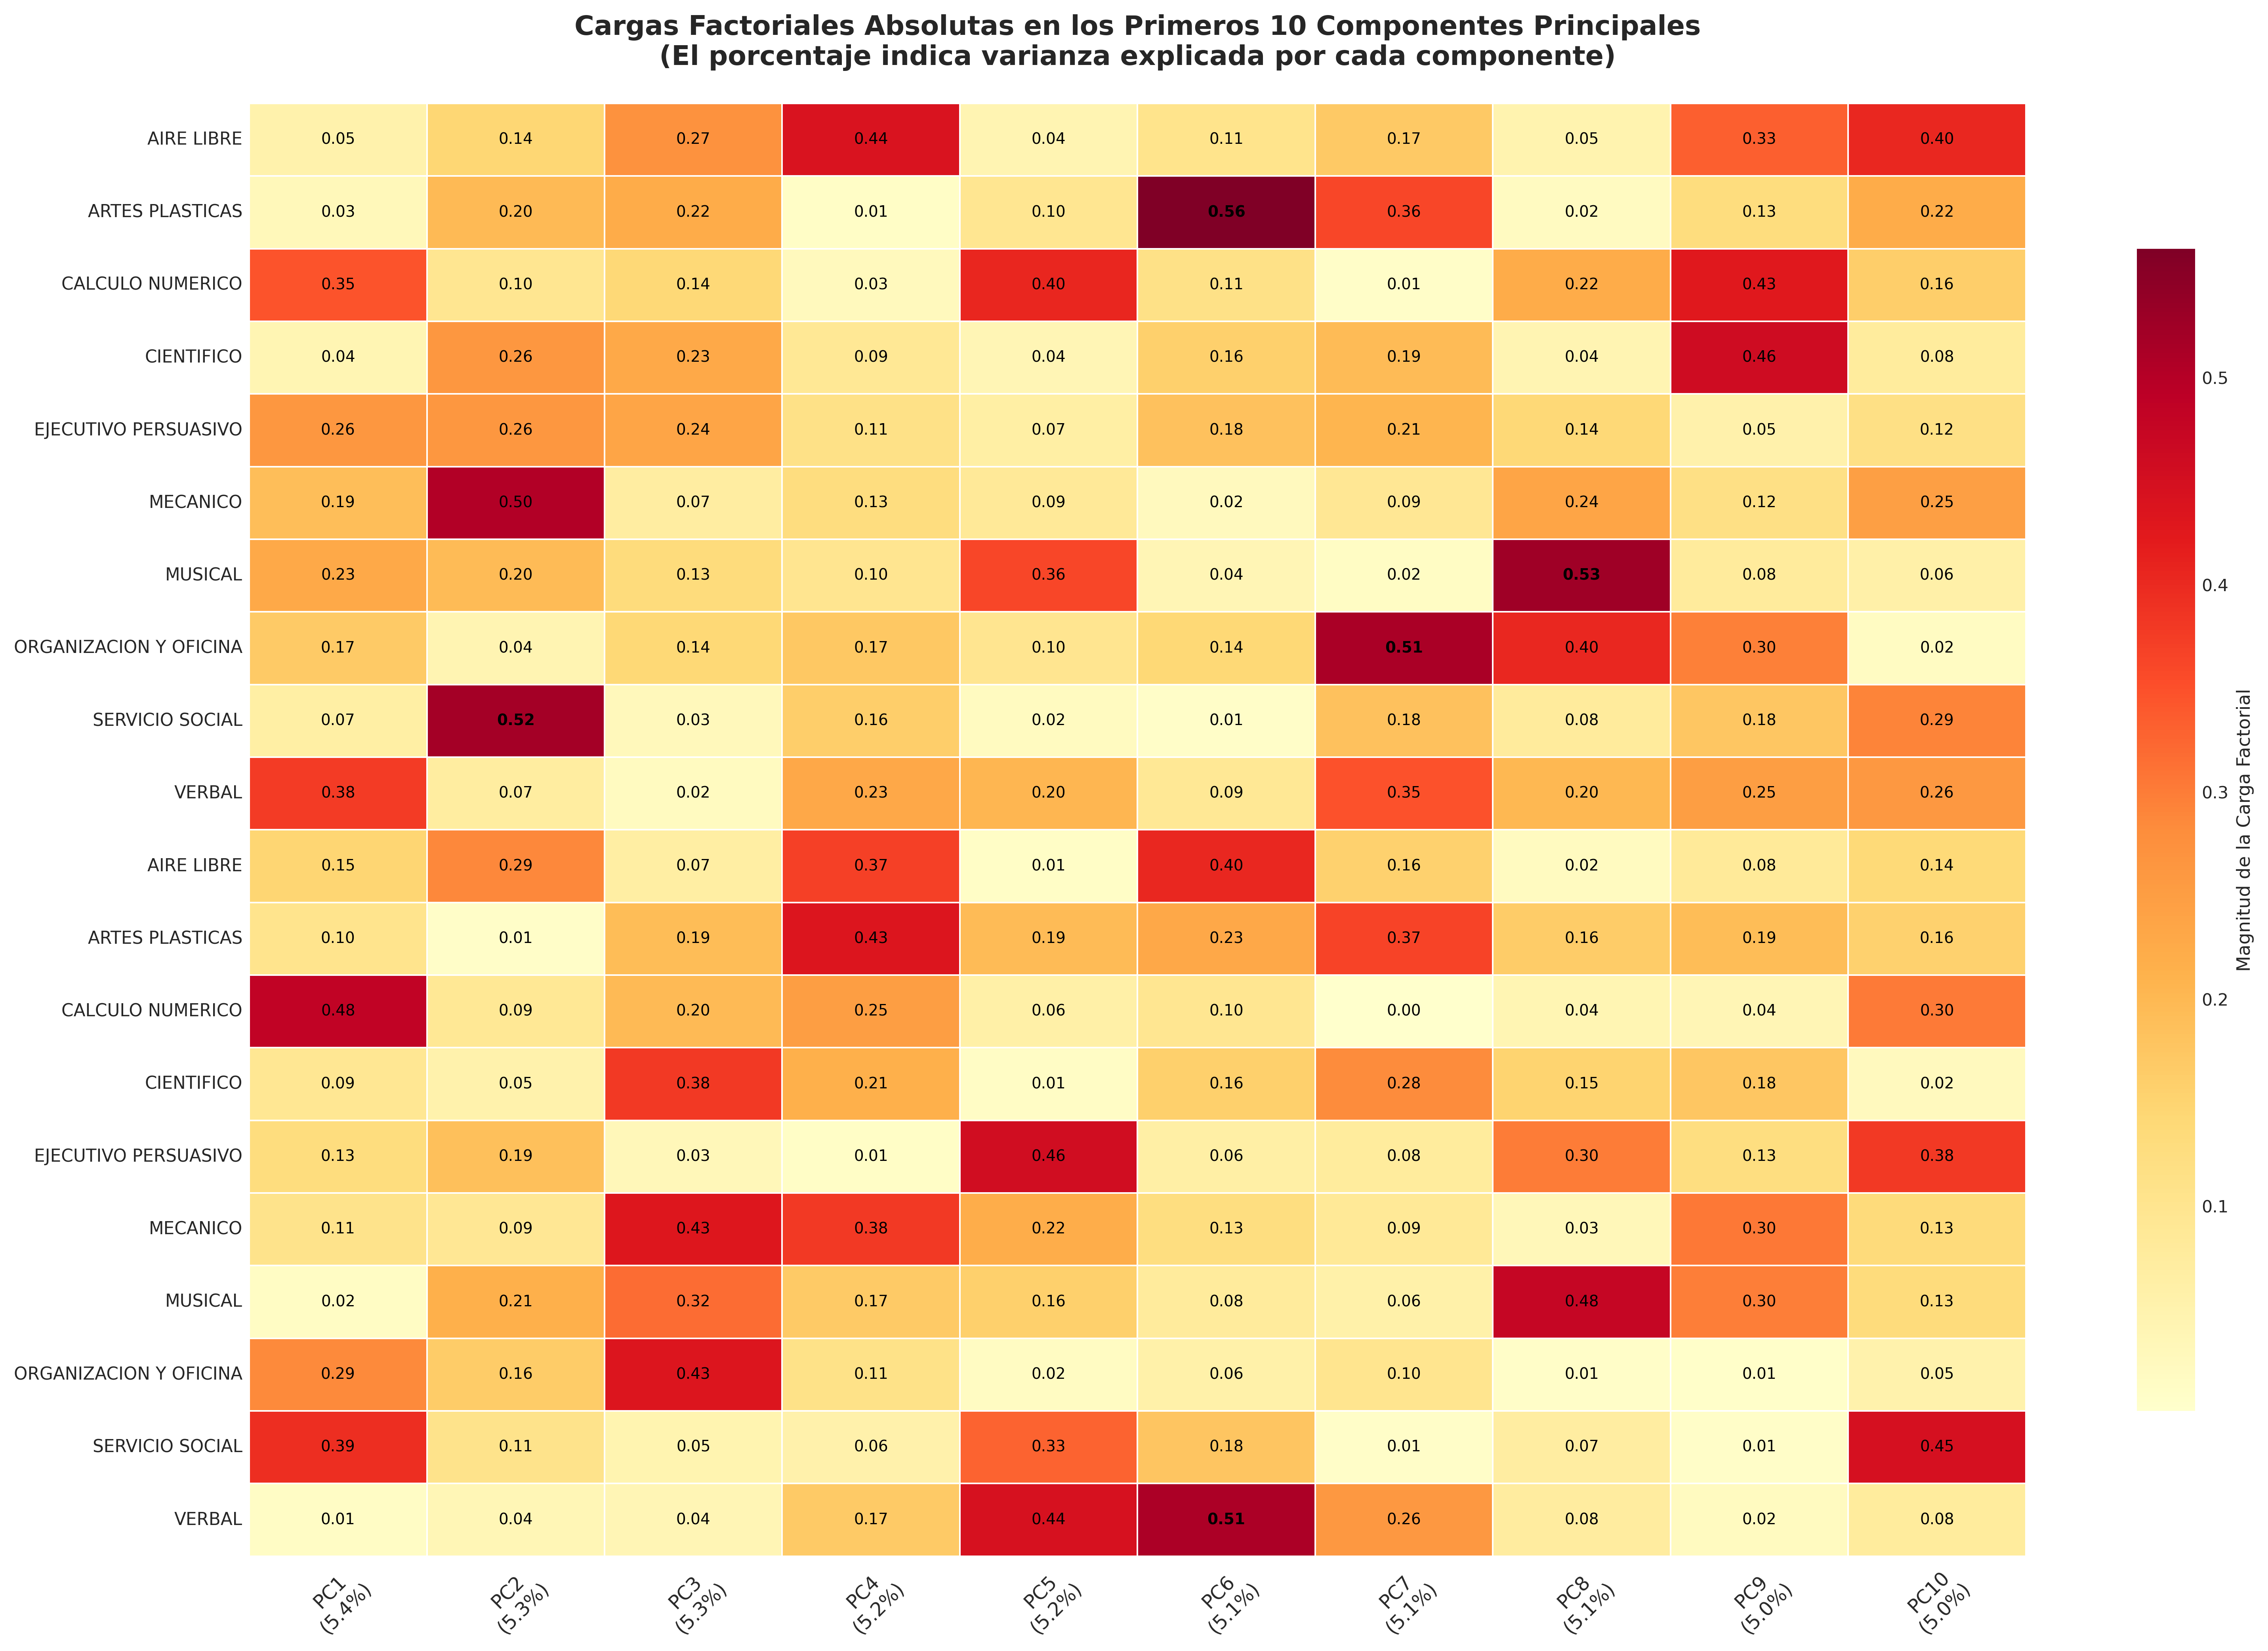 Cargas Factoriales Absolutas en los Primeros 10 Componentes Principales
(El porcentaje indica varianza explicada por cada componente)
AIRE LIBRE 0.05 0.14 0.27 0.44 0.04 0.11 0.17 0.05 0.33 0.40
ARTES PLASTICAS 0.03 0.20 0.22 0.01 0.10 0.56 0.36 0.02 0.13 0.22
CALCULO NUMERICO 0.35 0.10 0.14 0.03 0.40 0.11 0.01 0.22 0.43 0.16
CIENTIFICO 0.04 0.26 0.23 0.09 0.04 0.16 0.19 0.04 0.46 0.08
EJECUTIVO PERSUASIVO 0.26 0.26 0.24 0.11 0.07 0.18 0.21 0.14 0.05 0.12
MECANICO 0.19 0.50 0.07 0.13 0.09 0.02 0.09 0.24 0.12 0.25
MUSICAL 0.23 0.20 0.13 0.10 0.36 0.04 0.02 0.53 0.08 0.06
ORGANIZACION Y OFICINA 0.17 0.04 0.14 0.17 0.10 0.14 0.51 0.40 0.30 0.02
SERVICIO SOCIAL 0.07 0.52 0.03 0.16 0.02 0.01 0.18 0.08 0.18 0.29
VERBAL 0.38 0.07 0.02 0.23 0.20 0.09 0.35 0.20 0.25 0.26
AIRE LIBRE 0.15 0.29 0.07 0.37 0.01 0.40 0.16 0.02 0.08 0.14
ARTES PLASTICAS 0.10 0.01 0.19 0.43 0.19 0.23 0.37 0.16 0.19 0.16
CALCULO NUMERICO 0.48 0.09 0.20 0.25 0.06 0.10 0.00 0.04 0.04 0.30
CIENTIFICO 0.09 0.05 0.38 0.21 0.01 0.16 0.28 0.15 0.18 0.02
EJECUTIVO PERSUASIVO 0.13 0.19 0.03 0.01 0.46 0.06 0.08 0.30 0.13 0.38
MECANICO 0.11 0.09 0.43 0.38 0.22 0.13 0.09 0.03 0.30 0.13
MUSICAL 0.02 0.21 0.32 0.17 0.16 0.08 0.06 0.48 0.30 0.13
ORGANIZACION Y OFICINA 0.29 0.16 0.43 0.11 0.02 0.06 0.10 0.01 0.01 0.05
SERVICIO SOCIAL 0.39 0.11 0.05 0.06 0.33 0.18 0.01 0.07 0.01 0.45
VERBAL 0.01 0.04 0.04 0.17 0.44 0.51 0.26 0.08 0.02 0.08
PC1 PC2 PC3 PC4 PC5 PC6 PC7 PC8 PC9 PC10
(5.4%) (5.3%) (5.3%) (5.2%) (5.2%) (5.1%) (5.1%) (5.1%) (5.0%) (5.0%)
0.5
0.4
0.3
0.2
0.1
Magnitud de la Carga Factorial